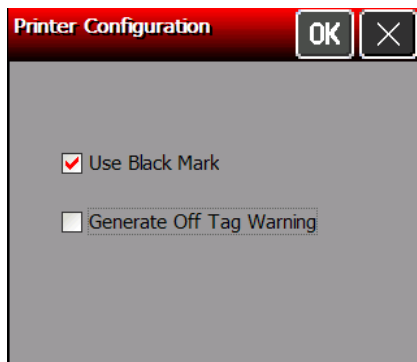 Printer Configuration
OK
Use Black Mark
Generate Off Tag Warning